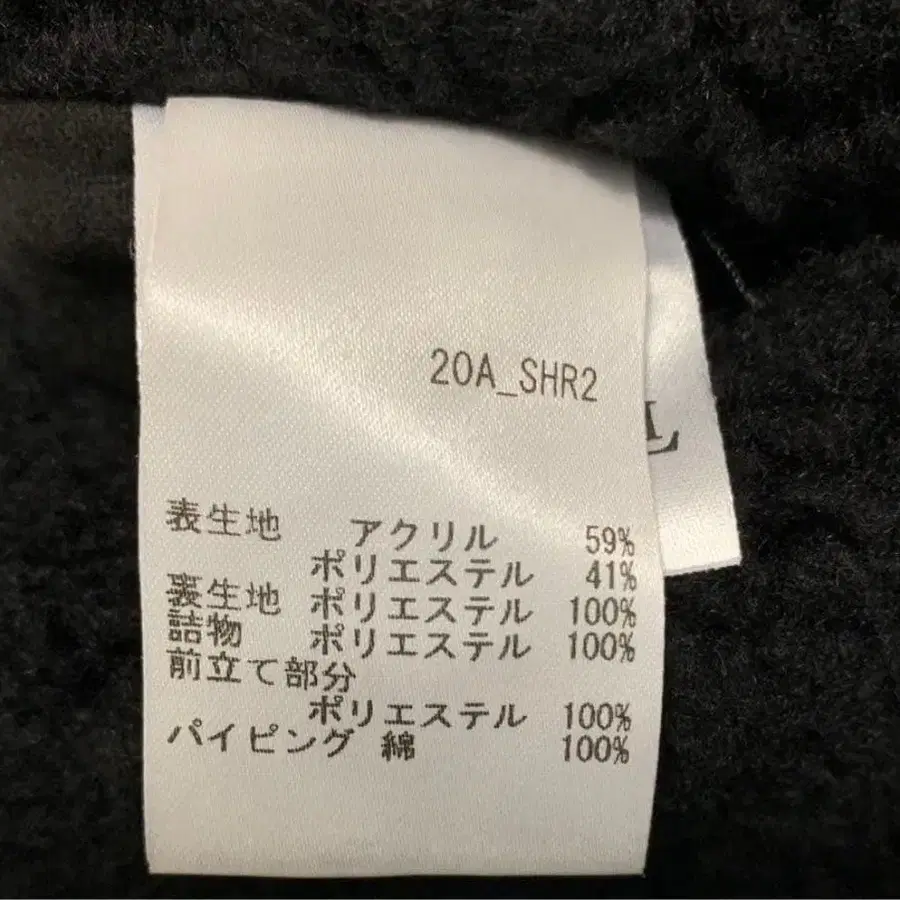 20A_SHR2
L
表生地 アクリル 59%
ポリエステル 41%
裏生地 ポリエステル 100%
詰物 ポリエステル 100%
前立て部分
ポリエステル 100%
パイピング 綿 100%